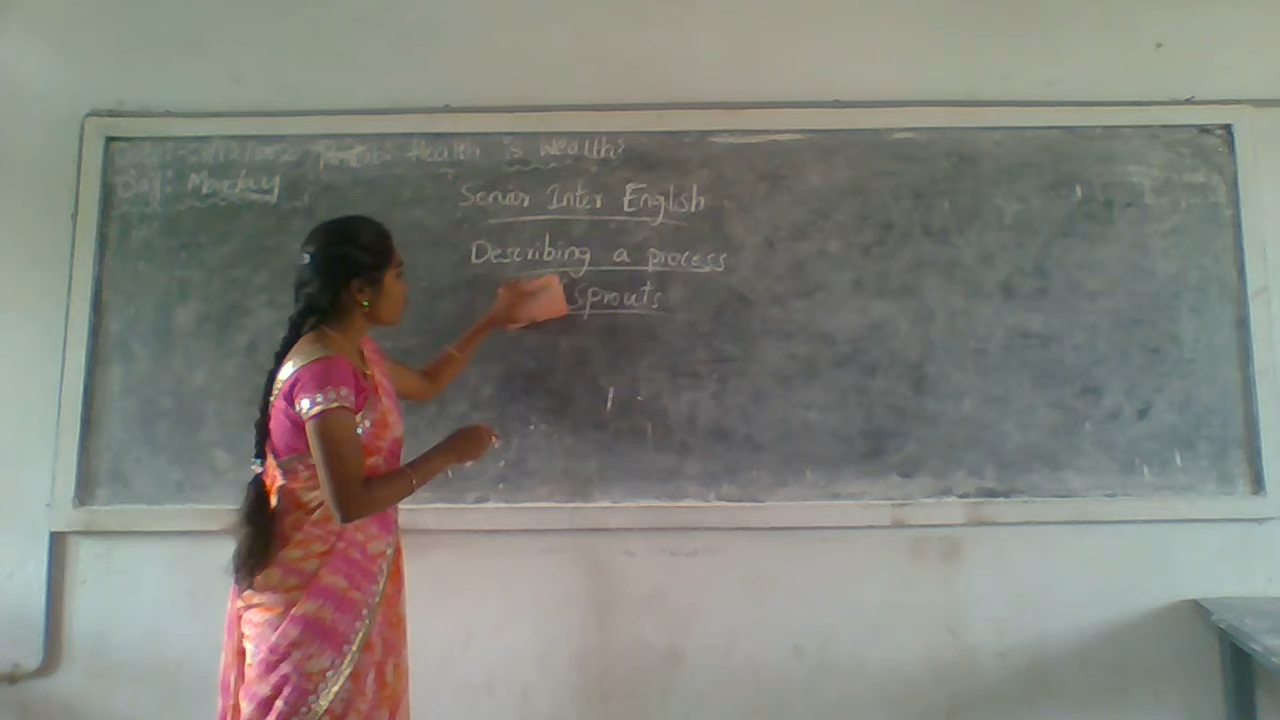 Health is Wealth
Day: Monday
Senior Inter English
Describing a process
Sprouts